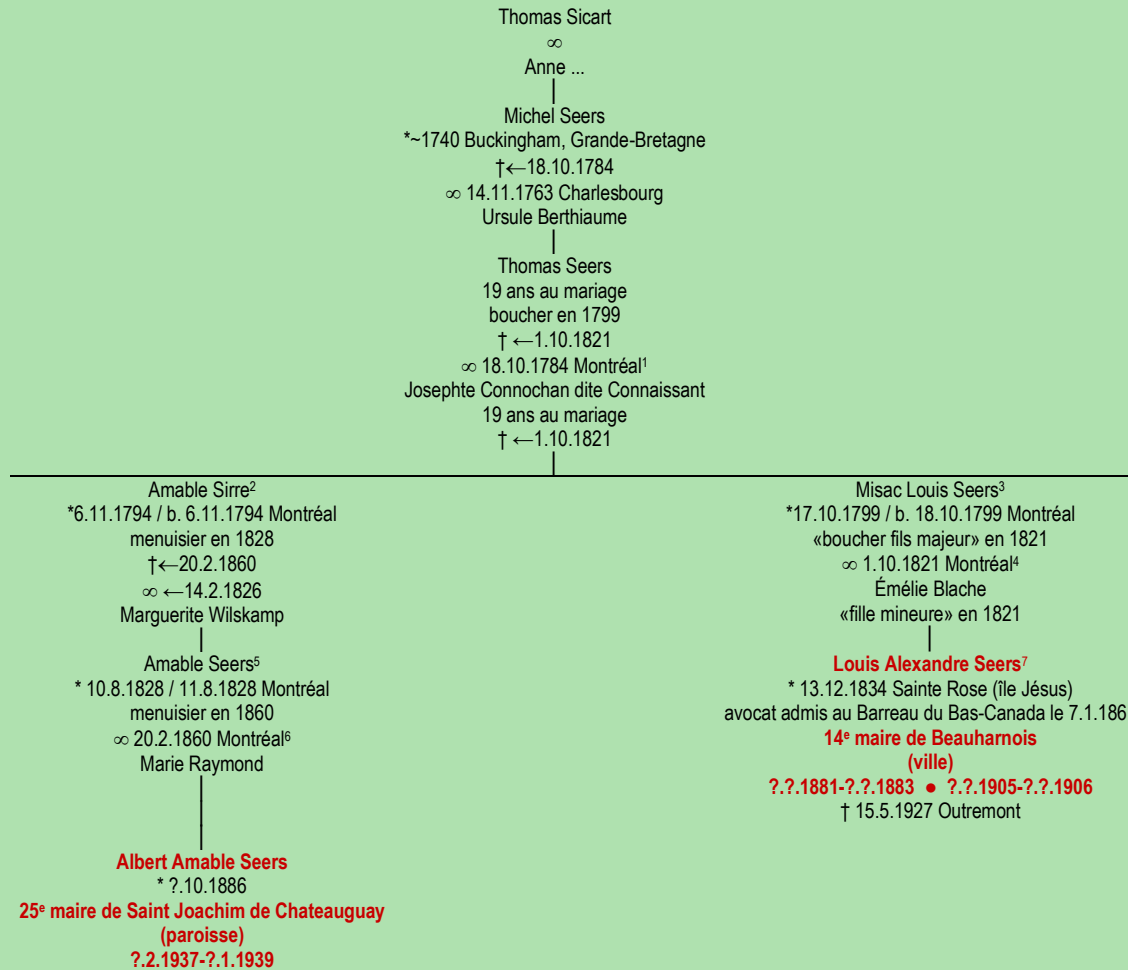 Thomas Sicart
∞
Anne ...
Michel Seers
*~1740 Buckingham, Grande-Bretagne
†←18.10.1784
∞ 14.11.1763 Charlesbourg
Ursule Berthiaume
Thomas Seers
19 ans au mariage
boucher en 1799
† ←1.10.1821
∞ 18.10.1784 Montréal¹
Josephte Connochan dite Connaissant
19 ans au mariage
† ←1.10.1821
Amable Sirre²
*6.11.1794 / b. 6.11.1794 Montréal
menuisier en 1828
†←20.2.1860
∞ ←14.2.1826
Marguerite Wilskamp
Amable Seers⁵
* 10.8.1828 / 11.8.1828 Montréal
menuisier en 1860
∞ 20.2.1860 Montréal⁶
Marie Raymond
Albert Amable Seers
* ?.10.1886
25ᵉ maire de Saint Joachim de Chateauguay
(paroisse)
?.2.1937-?.1.1939
Misac Louis Seers³
*17.10.1799 / b. 18.10.1799 Montréal
«boucher fils majeur» en 1821
∞ 1.10.1821 Montréal⁴
Émélie Blache
«fille mineure» en 1821
Louis Alexandre Seers⁷
* 13.12.1834 Sainte Rose (île Jésus)
avocat admis au Barreau du Bas-Canada le 7.1.186
14ᵉ maire de Beauharnois
(ville)
?.?.1881-?.?.1883 ● ?.?.1905-?.?.1906
† 15.5.1927 Outremont